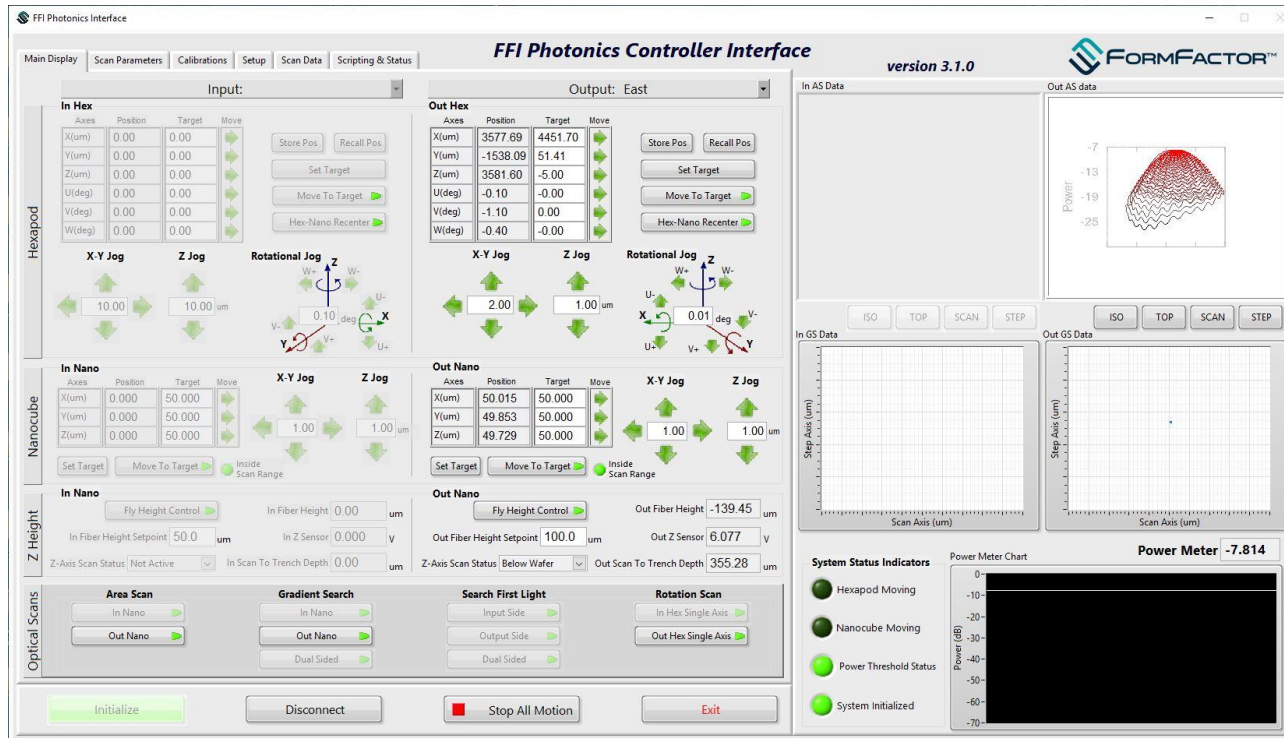 FFI Photonics Interface
Main Display Scan Parameters Calibrations Setup Scan Data Scripting & Status
FFI Photonics Controller Interface
version 3.1.0
FORMFACTOR™
Input:
Output: East
Hexapod
In Hex
Axes Position Target Move
X(um) 0.00 0.00
Y(um) 0.00 0.00
Z(um) 0.00 0.00
U(deg) 0.00 0.00
V(deg) 0.00 0.00
W(deg) 0.00 0.00
Store Pos Recall Pos
Set Target
Move To Target
Hex-Nano Recenter
X-Y Jog Z Jog Rotational Jog
10.00 10.00 um 0.10 deg
Z W+ W- U- X V- Y V+ U+
Out Hex
Axes Position Target Move
X(um) 3577.69 4451.70
Y(um) -1538.09 51.41
Z(um) 3581.60 -5.00
U(deg) -0.10 -0.00
V(deg) -1.10 0.00
W(deg) -0.40 -0.00
Store Pos Recall Pos
Set Target
Move To Target
Hex-Nano Recenter
X-Y Jog Z Jog Rotational Jog
2.00 1.00 um 0.01 deg
Z W+ W- U- X V- U+ V+ Y
Nanocube
In Nano
Axes Position Target Move
X(um) 0.000 50.000
Y(um) 0.000 50.000
Z(um) 0.000 50.000
X-Y Jog Z Jog
1.00 1.00 um
Set Target Move To Target Inside Scan Range
Out Nano
Axes Position Target Move
X(um) 50.015 50.000
Y(um) 49.853 50.000
Z(um) 49.729 50.000
X-Y Jog Z Jog
1.00 1.00 um
Set Target Move To Target Inside Scan Range
Z Height
In Nano
Fly Height Control In Fiber Height 0.00 um
In Fiber Height Setpoint 50.0 um In Z Sensor 0.000 V
Z-Axis Scan Status Not Active In Scan To Trench Depth 0.00 um
Out Nano
Fly Height Control Out Fiber Height -139.45 um
Out Fiber Height Setpoint 100.0 um Out Z Sensor 6.077 V
Z-Axis Scan Status Below Wafer Out Scan To Trench Depth 355.28 um
Optical Scans
Area Scan Gradient Search Search First Light Rotation Scan
In Nano In Nano Input Side In Hex Single Axis
Out Nano Out Nano Output Side Out Hex Single Axis
Dual Sided Dual Sided
Initialize Disconnect Stop All Motion Exit
In AS Data
Out AS data
Power
-7
-13
-19
-25
ISO TOP SCAN STEP
ISO TOP SCAN STEP
In GS Data
Step Axis (um)
Scan Axis (um)
Out GS Data
Step Axis (um)
Scan Axis (um)
System Status Indicators
Hexapod Moving
Nanocube Moving
Power Threshold Status
System Initialized
Power Meter Chart
Power Meter -7.814
Power (dB)
0
-10
-20
-30
-40
-50
-60
-70